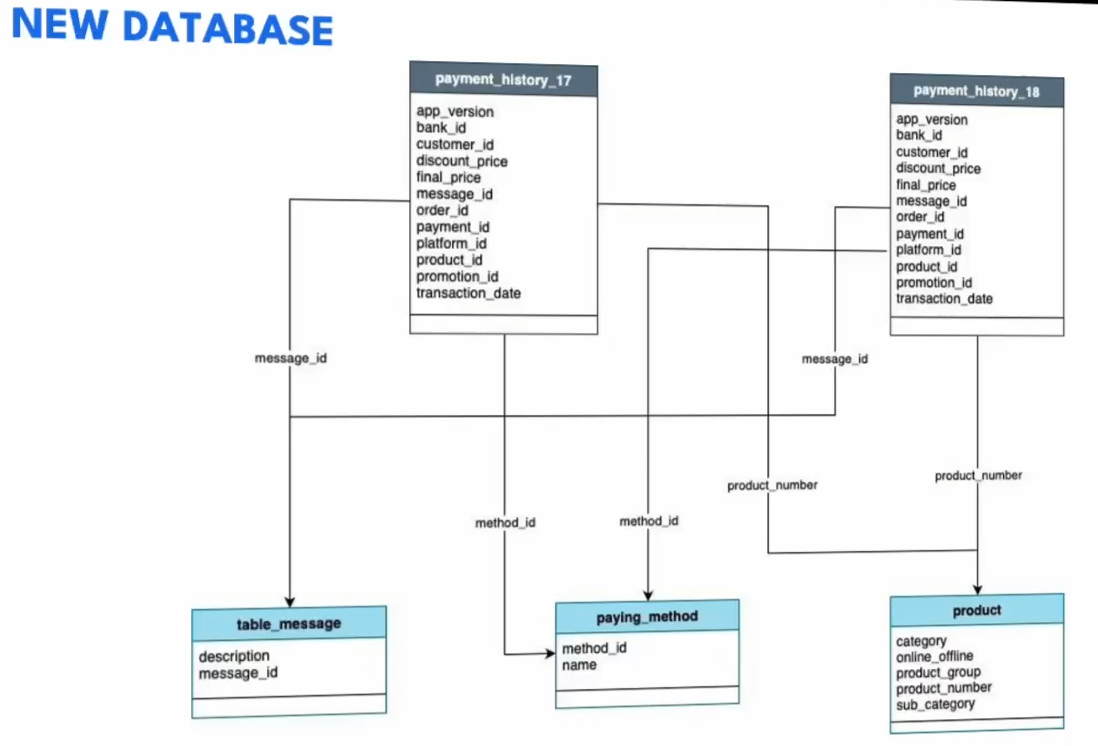 NEW DATABASE
payment_history_17
app_version
bank_id
customer_id
discount_price
final_price
message_id
order_id
payment_id
platform_id
product_id
promotion_id
transaction_date
payment_history_18
app_version
bank_id
customer_id
discount_price
final_price
message_id
order_id
payment_id
platform_id
product_id
promotion_id
transaction_date
message_id
message_id
product_number
product_number
method_id
method_id
table_message
description
message_id
paying_method
method_id
name
product
category
online_offline
product_group
product_number
sub_category